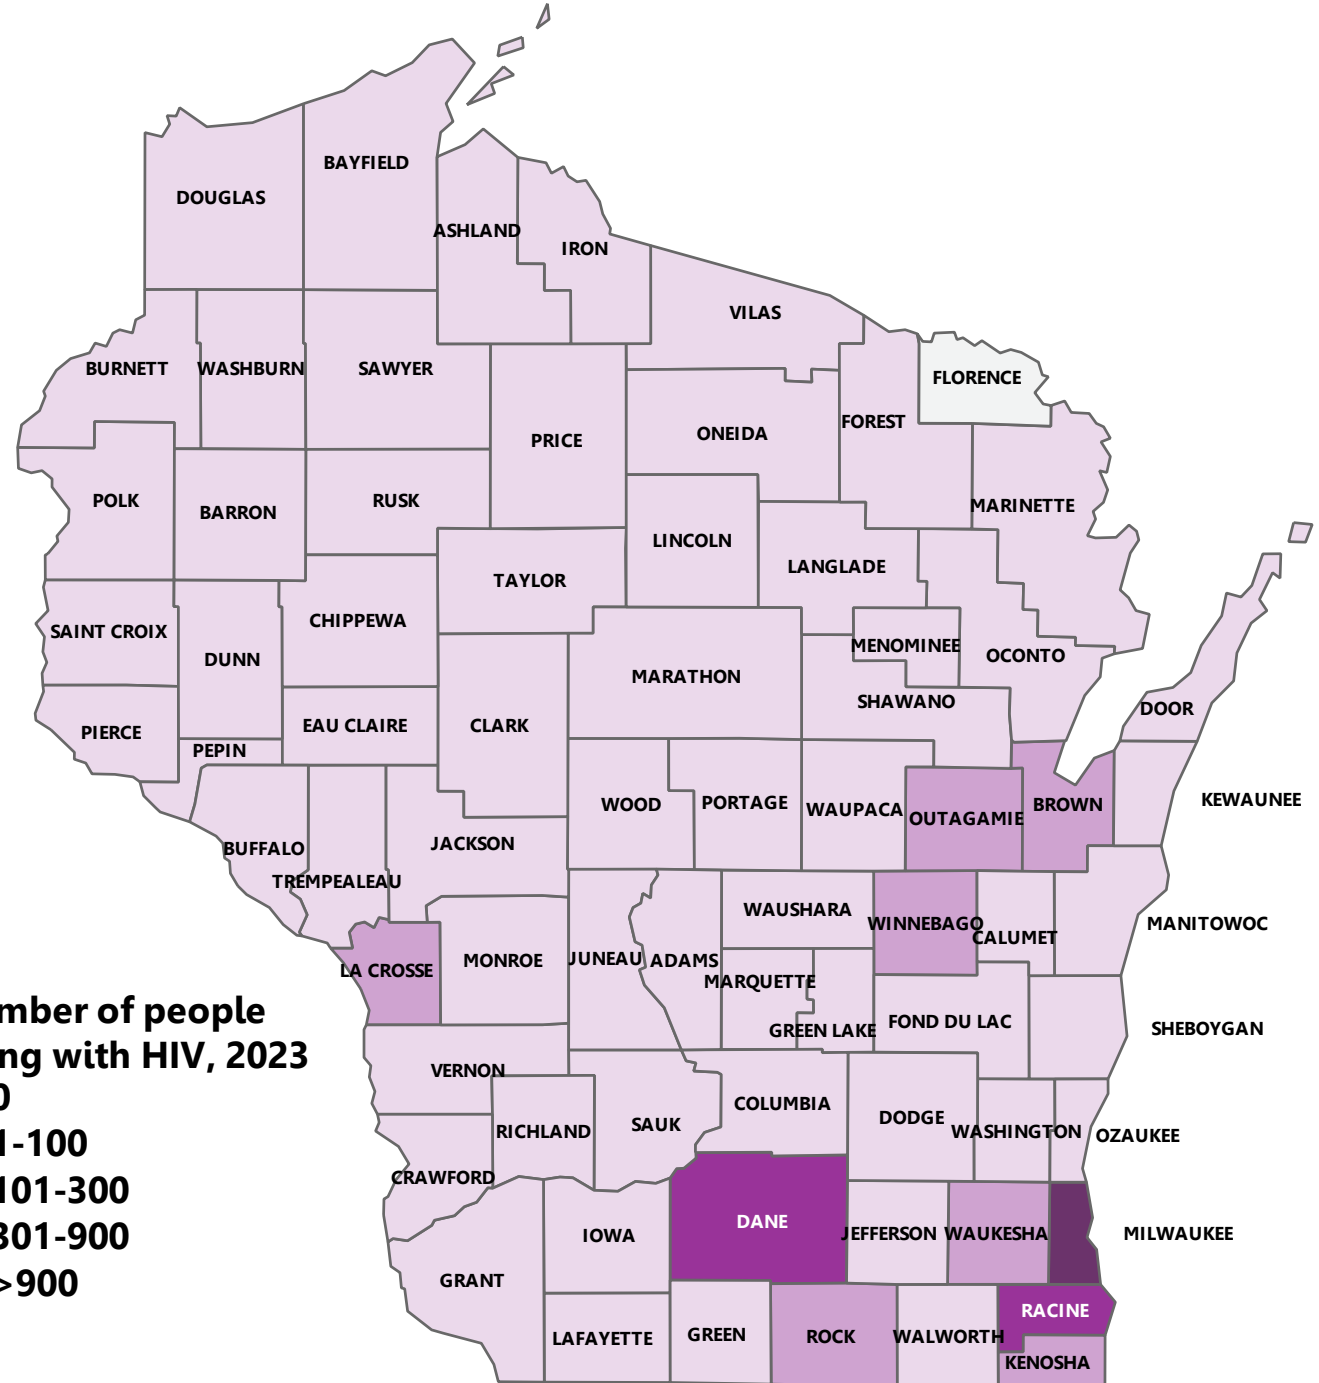 BAYFIELD
DOUGLAS
ASHLAND
IRON
VILAS
BURNETT
WASHBURN
SAWYER
FLORENCE
PRICE
ONEIDA
FOREST
POLK
BARRON
RUSK
MARINETTE
LINCOLN
LANGLADE
TAYLOR
CHIPPEWA
SAINT CROIX
DUNN
MENOMINEE
OCONTO
MARATHON
SHAWANO
DOOR
PIERCE
EAU CLAIRE
CLARK
PEPIN
WOOD
PORTAGE
WAUPACA
OUTAGAMIE
BROWN
KEWAUNEE
BUFFALO
JACKSON
TREMPEALEAU
WAUSHARA
WINNEBAGO
CALUMET
MANITOWOC
LA CROSSE
MONROE
JUNEAU
ADAMS
MARQUETTE
GREEN LAKE
FOND DU LAC
SHEBOYGAN
mber of people
ng with HIV, 2023
0
1-100
101-300
301-900
>900
VERNON
RICHLAND
SAUK
COLUMBIA
DODGE
WASHINGTON
OZAUKEE
CRAWFORD
IOWA
DANE
JEFFERSON
WAUKESHA
MILWAUKEE
GRANT
LAFAYETTE
GREEN
ROCK
WALWORTH
RACINE
KENOSHA